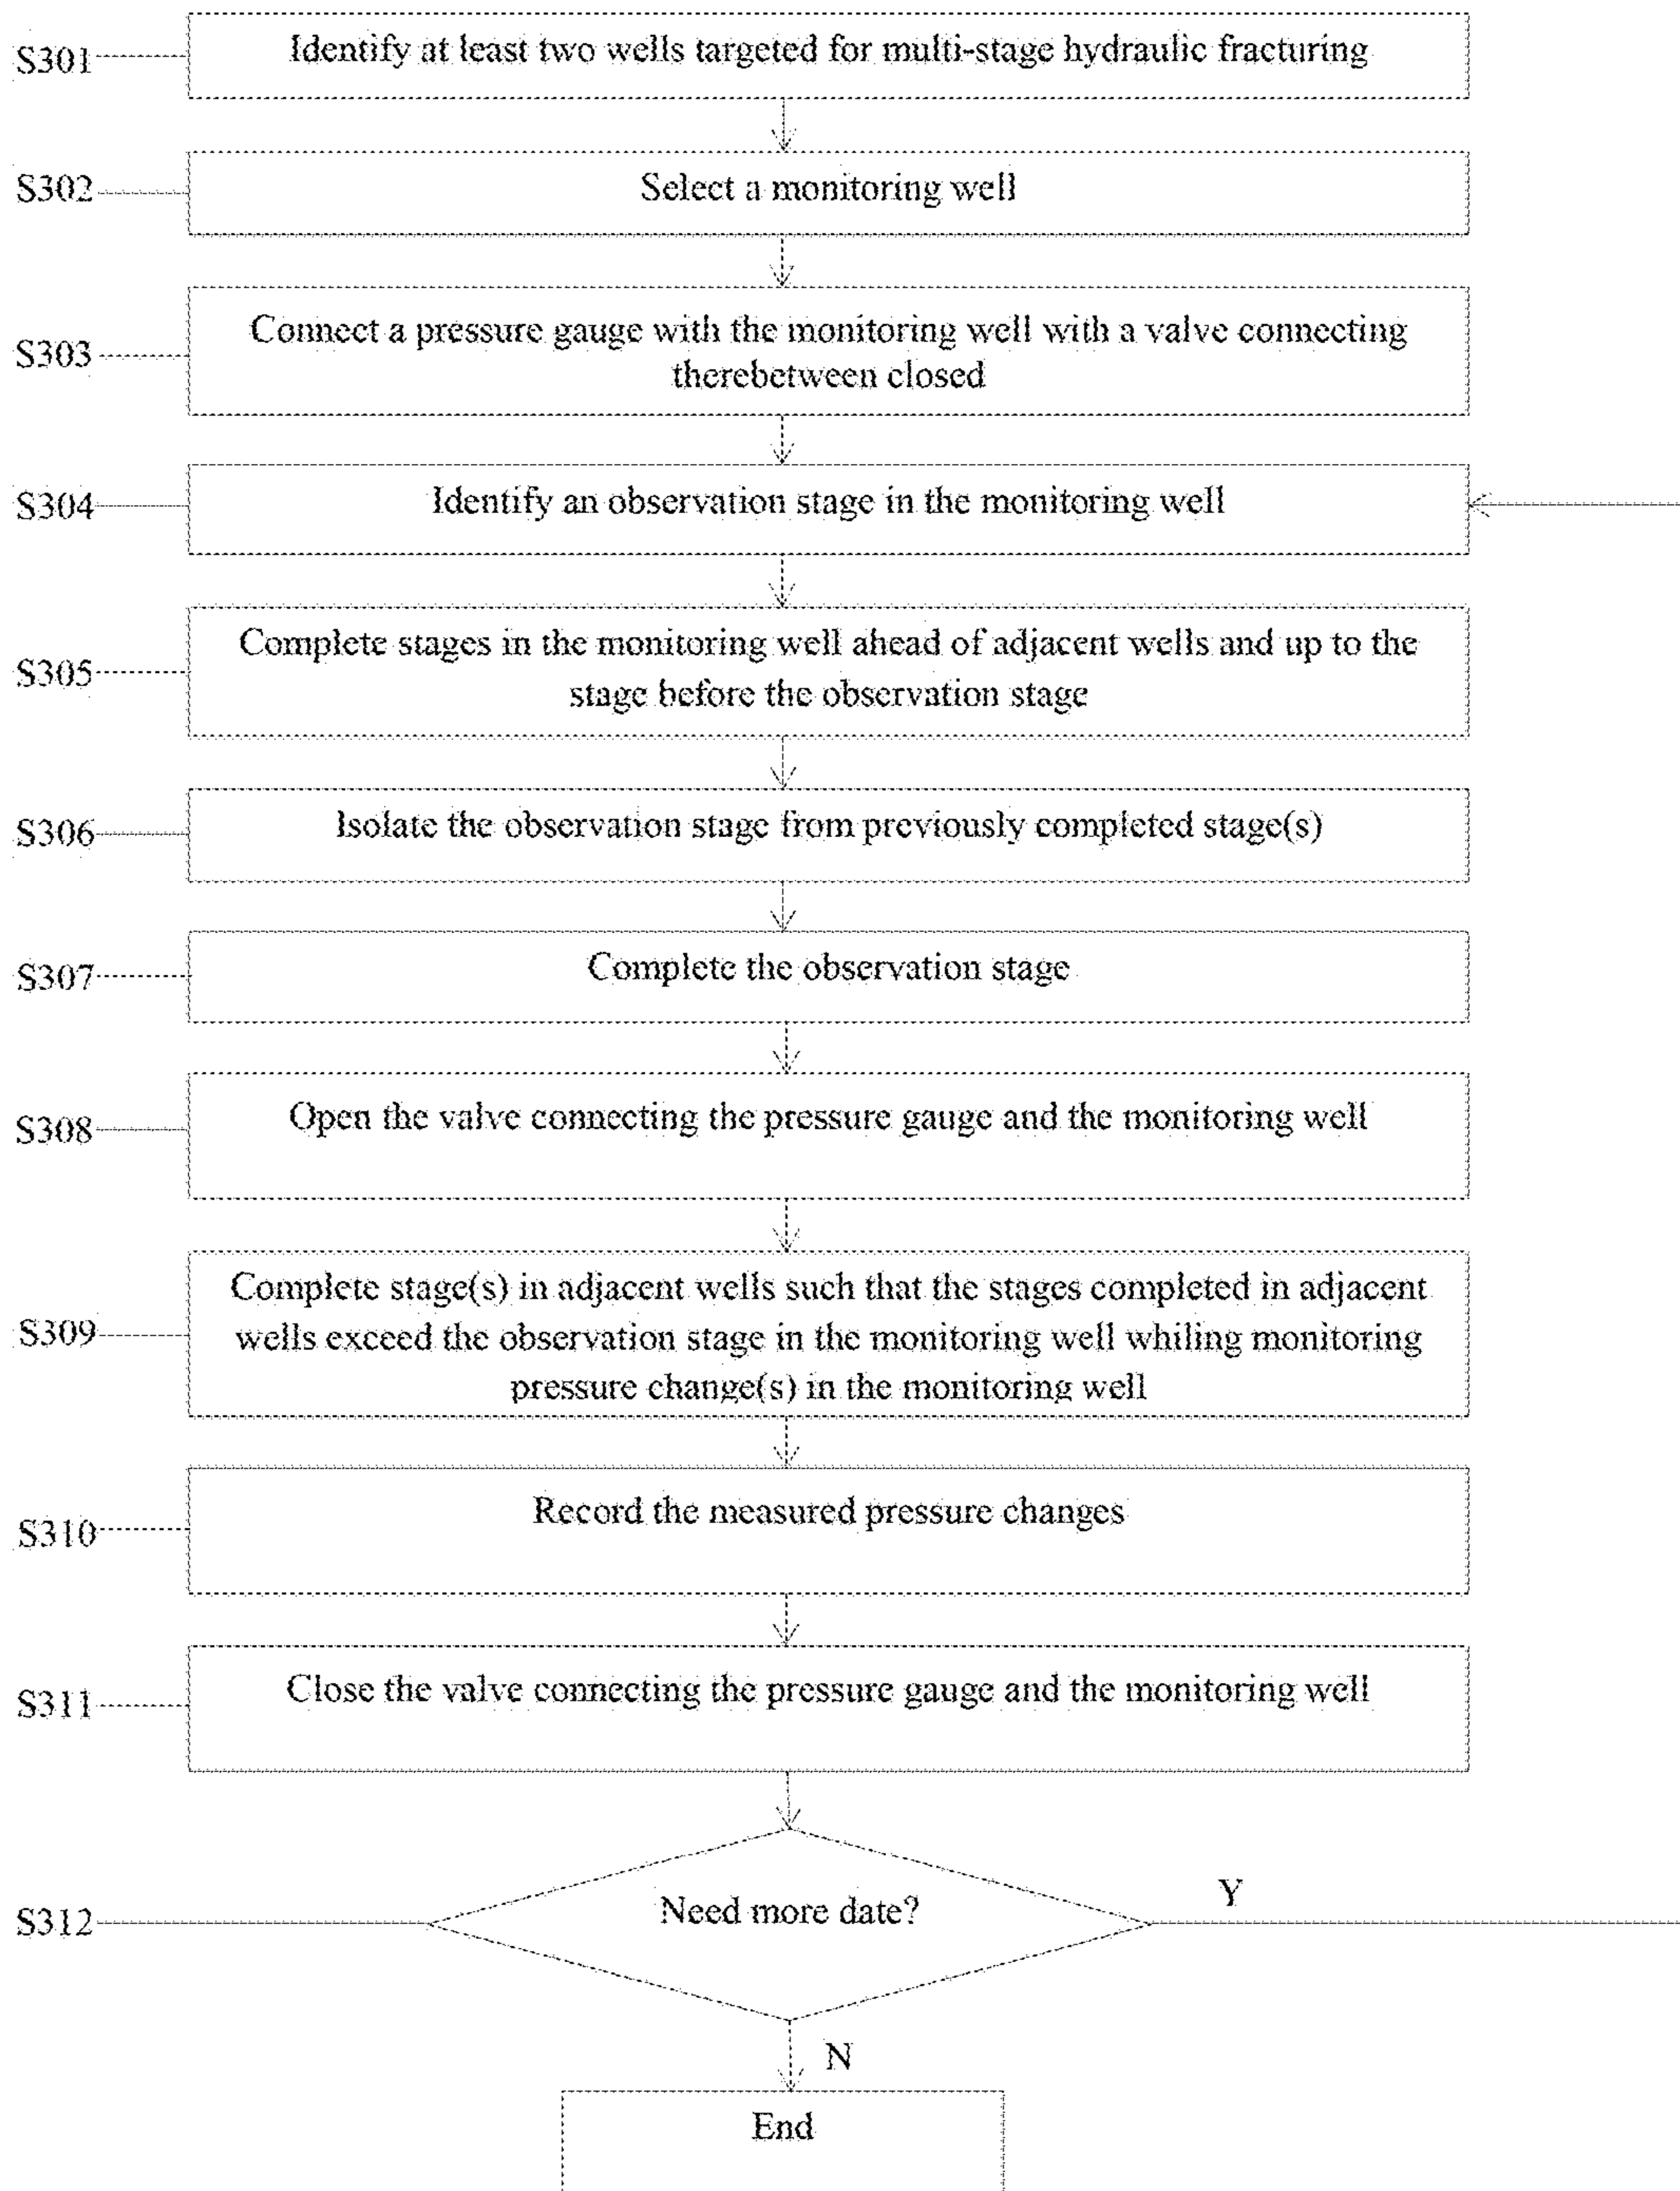 S301
Identify at least two wells targeted for multi-stage hydraulic fracturing
S302
Select a monitoring well
S303
Connect a pressure gauge with the monitoring well with a valve connecting
therebetween closed
S304
Identify an observation stage in the monitoring well
S305
Complete stages in the monitoring well ahead of adjacent wells and up to the
stage before the observation stage
S306
Isolate the observation stage from previously completed stage(s)
S307
Complete the observation stage
S308
Open the valve connecting the pressure gauge and the monitoring well
S309
Complete stage(s) in adjacent wells such that the stages completed in adjacent
wells exceed the observation stage in the monitoring well whiling monitoring
pressure change(s) in the monitoring well
S310
Record the measured pressure changes
S311
Close the valve connecting the pressure gauge and the monitoring well
S312
Need more date?
Y
N
End